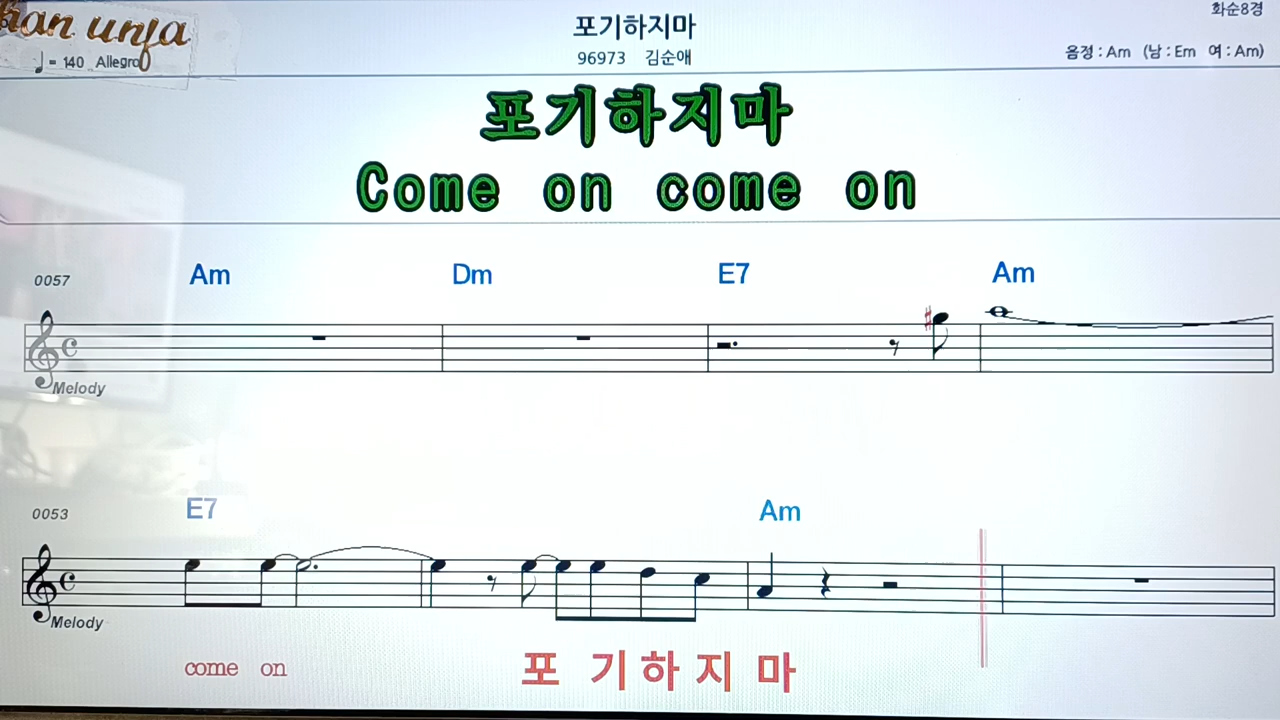 han unfa
화순8경
포기하지마
96973 김순애
♩ = 140 Allegro
음정 : Am (남 : Em 여 : Am)
포기하지마
Come on come on
0057 Am Dm E7 Am
Melody
0053 E7 Am
Melody
come on 포 기 하 지 마